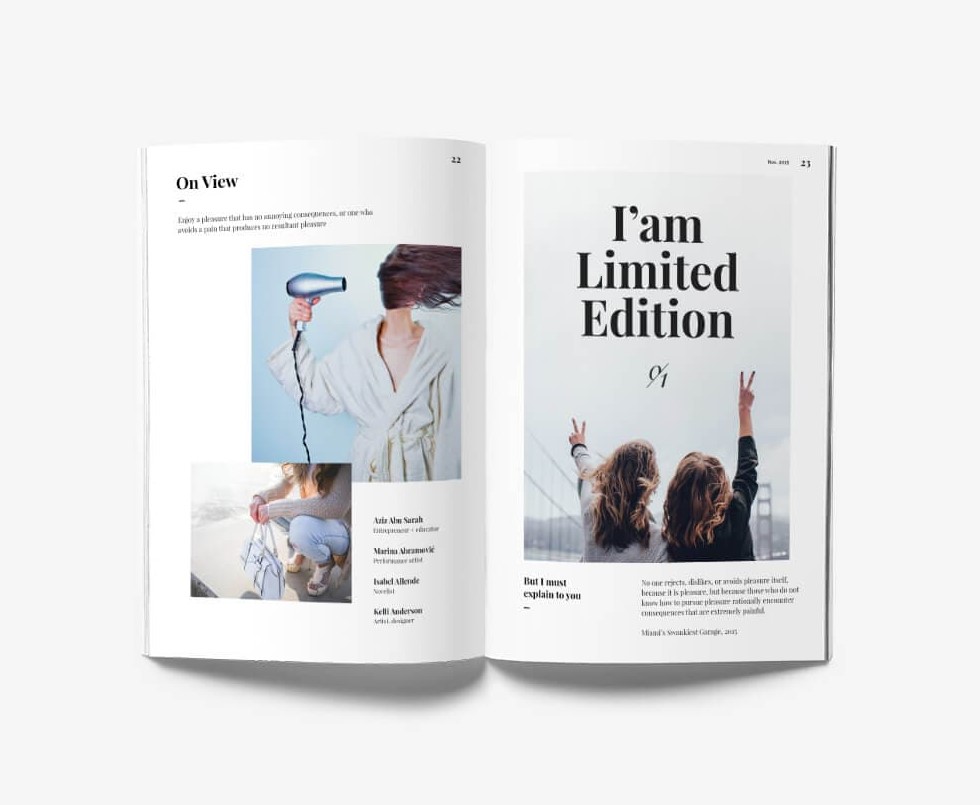 22
On View
Enjoy a pleasure that has no annoying consequences, or one who
avoids a pain that produces no resultant pleasure
Aziz Abu Sarah
Entrepreneur + educator
Marina Abramović
Performance artist
Isabel Allende
Novelist
Kelli Anderson
Artist, designer
Nov. 2015 23
I'am
Limited
Edition
0/1
But I must
explain to you
No one rejects, dislikes, or avoids pleasure itself,
because it is pleasure, but because those who do not
know how to pursue pleasure rationally encounter
consequences that are extremely painful.
Miami's Swankiest Garage, 2015